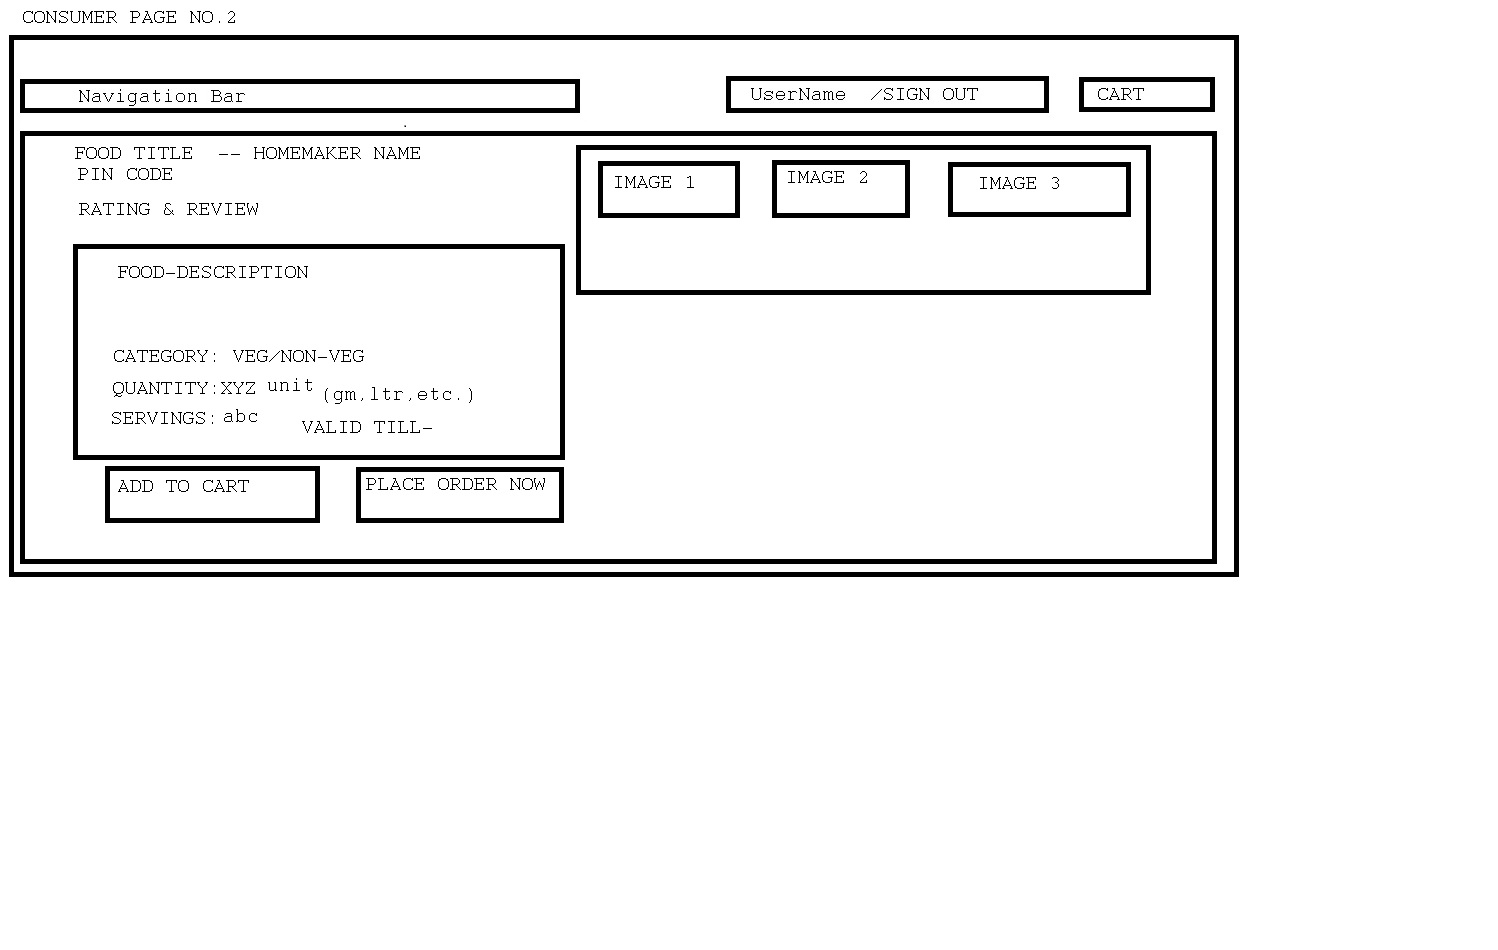 CONSUMER PAGE NO.2
Navigation Bar
UserName /SIGN OUT
CART
FOOD TITLE -- HOMEMAKER NAME
PIN CODE
RATING & REVIEW
IMAGE 1
IMAGE 2
IMAGE 3
FOOD-DESCRIPTION
CATEGORY: VEG/NON-VEG
QUANTITY:XYZ unit (gm,ltr,etc.)
SERVINGS: abc
VALID TILL-
ADD TO CART
PLACE ORDER NOW